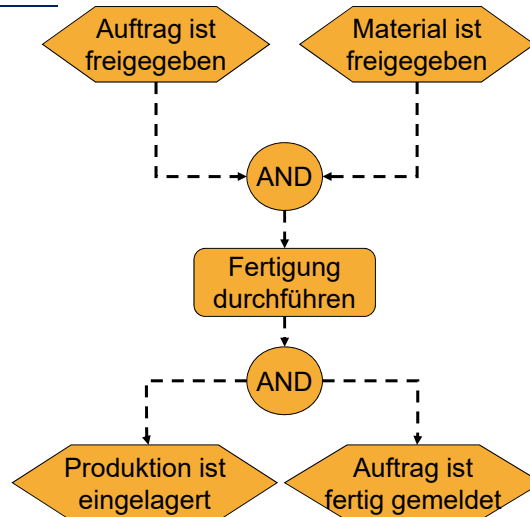 Auftrag ist
freigegeben
Material ist
freigegeben
AND
Fertigung
durchführen
AND
Produktion ist
eingelagert
Auftrag ist
fertig gemeldet